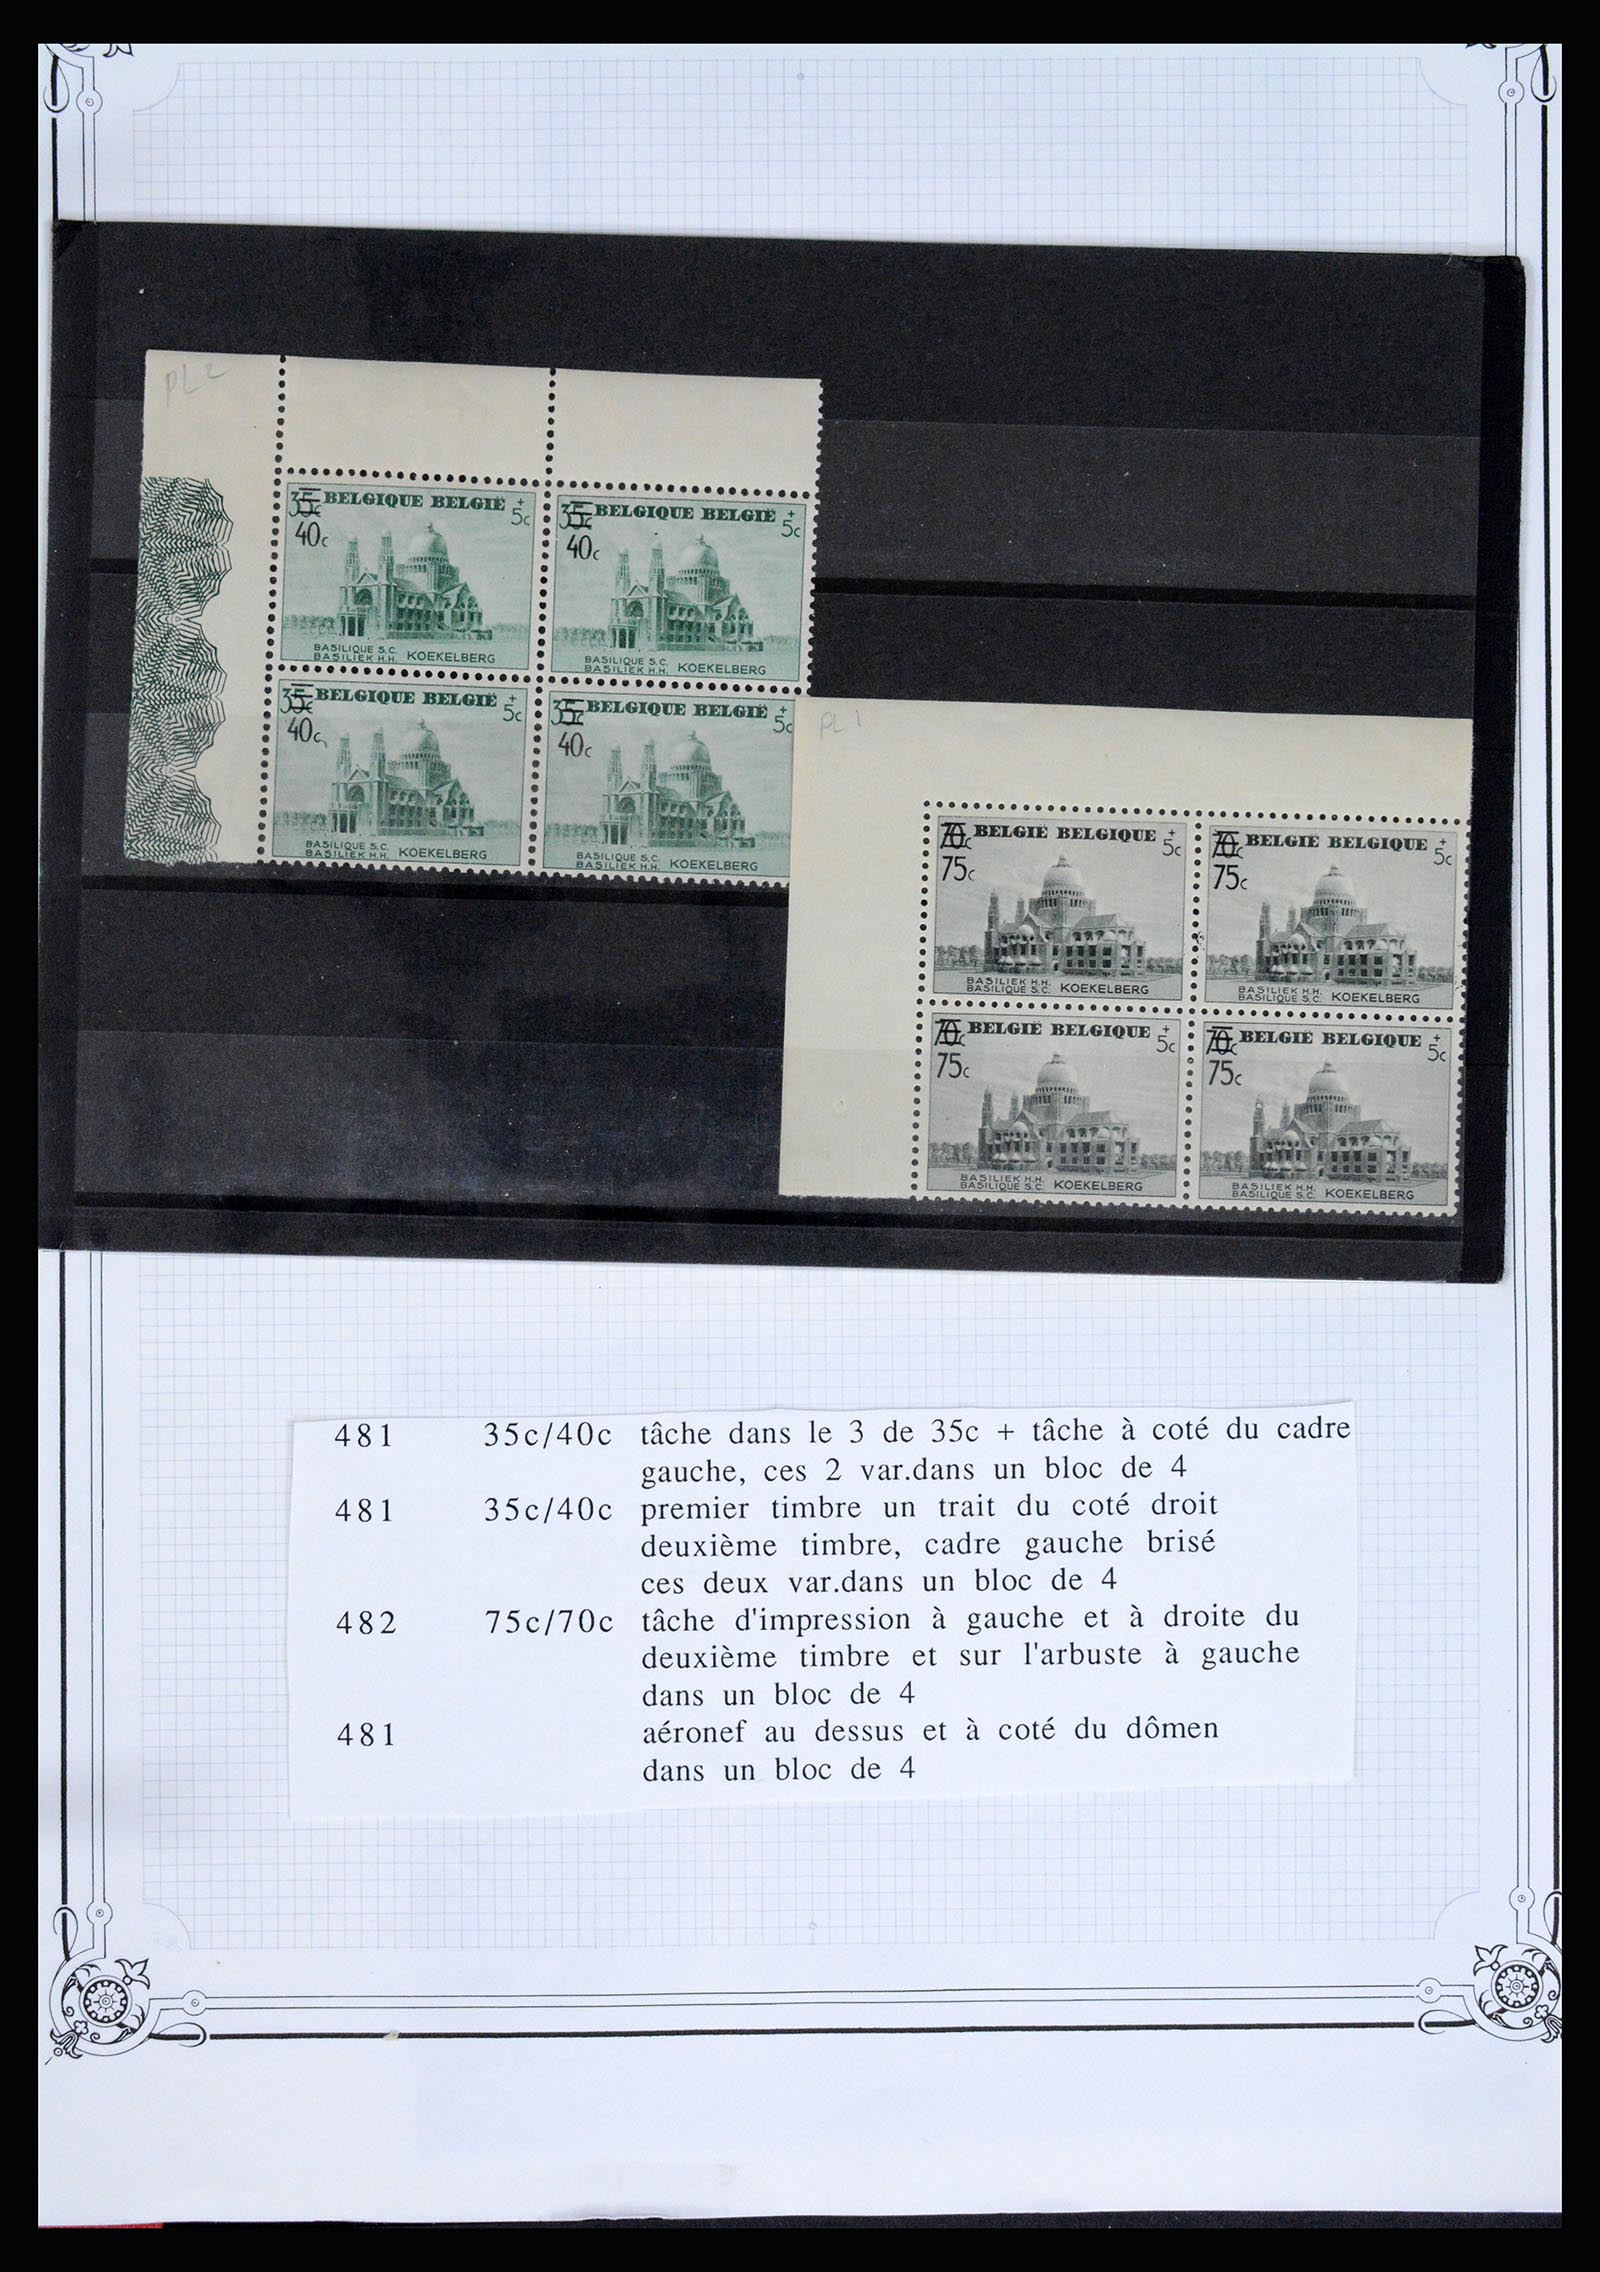 PL 2
35c BELGIQUE BELGIË + 5c
40c
BASILIQUE S.C.
BASILIEK H.H. KOEKELBERG
35c BELGIQUE BELGIË + 5c
40c
BASILIQUE S.C.
BASILIEK H.H. KOEKELBERG
35c BELGIQUE BELGIË + 5c
40c
BASILIQUE S.C.
BASILIEK H.H. KOEKELBERG
35c BELGIQUE BELGIË + 5c
40c
BASILIQUE S.C.
BASILIEK H.H. KOEKELBERG
PL 1
70c BELGIË BELGIQUE + 5c
75c
BASILIEK H.H.
BASILIQUE S.C. KOEKELBERG
70c BELGIË BELGIQUE + 5c
75c
BASILIEK H.H.
BASILIQUE S.C. KOEKELBERG
70c BELGIË BELGIQUE + 5c
75c
BASILIEK H.H.
BASILIQUE S.C. KOEKELBERG
70c BELGIË BELGIQUE + 5c
75c
BASILIEK H.H.
BASILIQUE S.C. KOEKELBERG
481 35c/40c tâche dans le 3 de 35c + tâche à coté du cadre
gauche, ces 2 var.dans un bloc de 4
481 35c/40c premier timbre un trait du coté droit
deuxième timbre, cadre gauche brisé
ces deux var.dans un bloc de 4
482 75c/70c tâche d'impression à gauche et à droite du
deuxième timbre et sur l'arbuste à gauche
dans un bloc de 4
481 aéronef au dessus et à coté du dômen
dans un bloc de 4